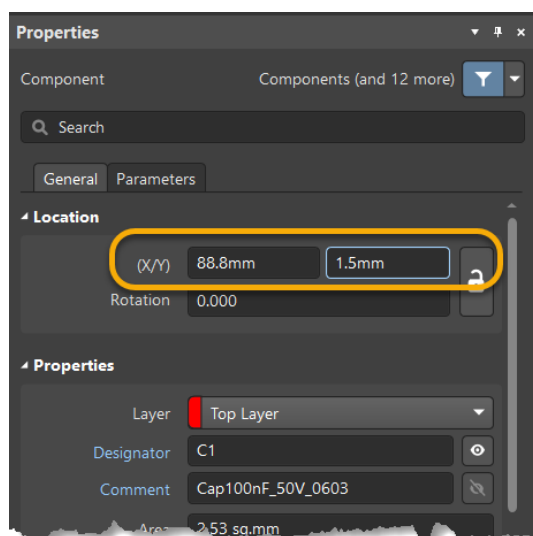 Properties
Component Components (and 12 more)
Search
General Parameters
Location
(X/Y) 88.8mm 1.5mm
Rotation 0.000
Properties
Layer Top Layer
Designator C1
Comment Cap100nF_50V_0603
Area 2.53 sq.mm